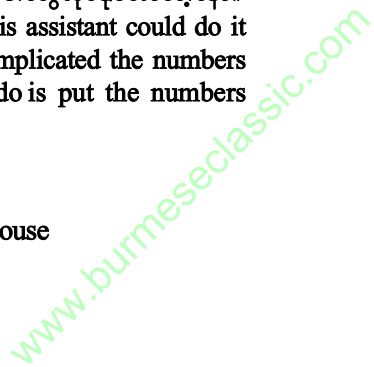 is assistant could do it
mplicated the numbers
do is put the numbers
ouse
www.burmeseclassic.com